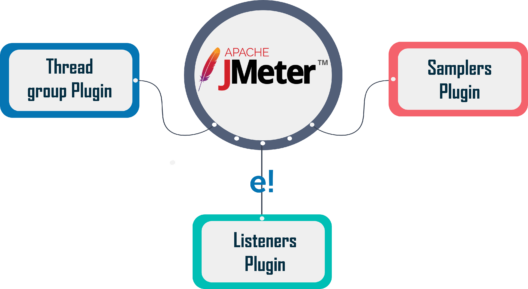 APACHE
JMeter™
Thread
group Plugin
Samplers
Plugin
e!
Listeners
Plugin